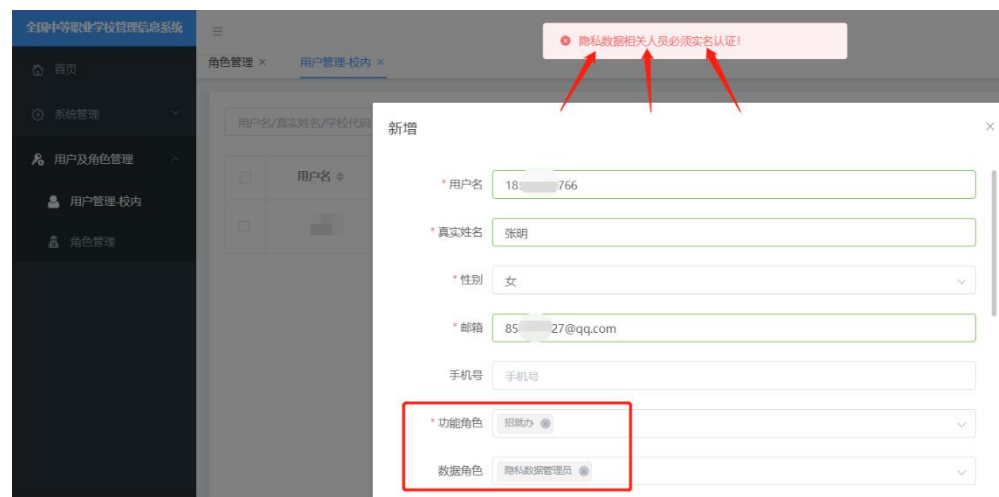 全国中等职业学校管理信息系统
隐私数据相关人员必须实名认证!
首页
角色管理 ×
用户管理-校内 ×
系统管理
用户名/真实姓名/学校代码
新增
用户及角色管理
用户名
* 用户名 18 766
用户管理-校内
* 真实姓名 张明
角色管理
* 性别 女
* 邮箱 85 27@qq.com
手机号 手机号
* 功能角色 招就办
数据角色 隐私数据管理员